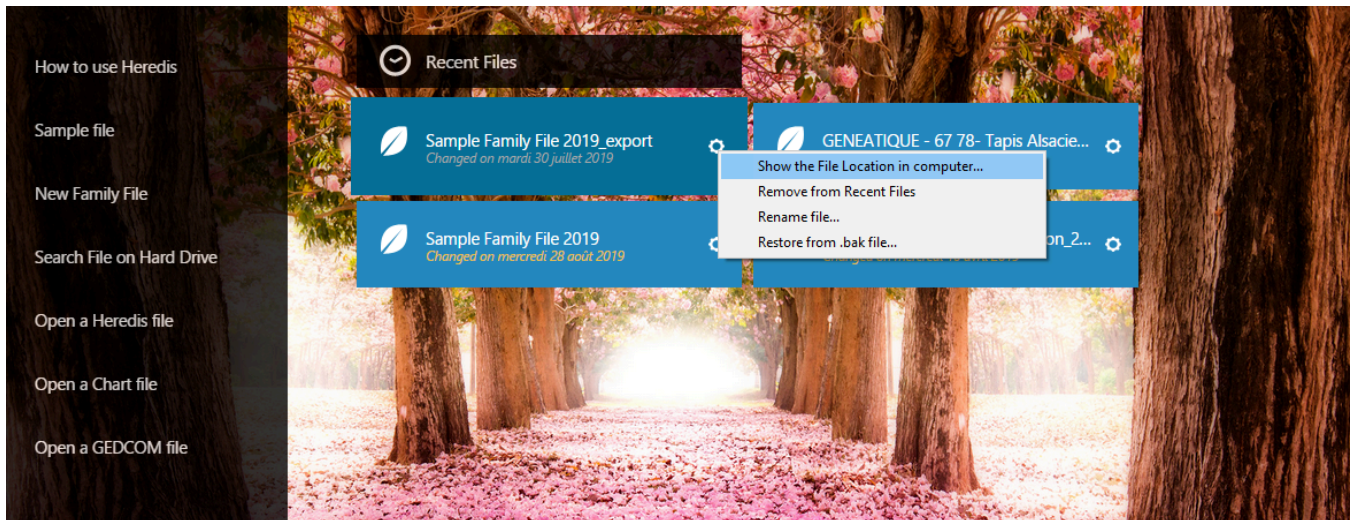 How to use Heredis
Sample file
New Family File
Search File on Hard Drive
Open a Heredis file
Open a Chart file
Open a GEDCOM file
Recent Files
Sample Family File 2019_export
Changed on mardi 30 juillet 2019
GENEATIQUE - 67 78- Tapis Alsacie...
Show the File Location in computer...
Remove from Recent Files
Rename file...
Restore from .bak file...
Sample Family File 2019
Changed on mercredi 28 août 2019
on_2...